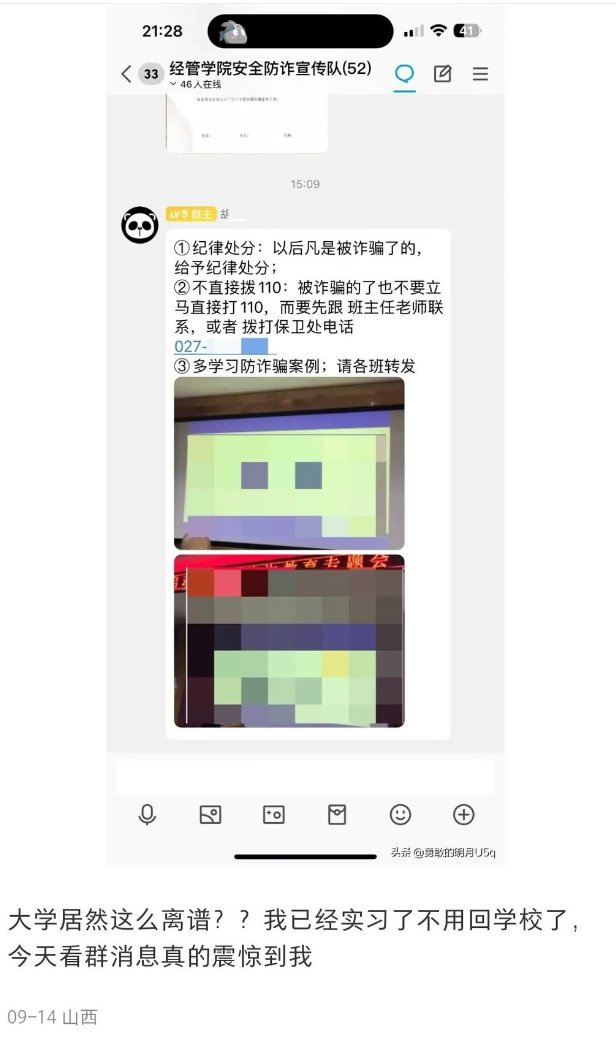 21:28
41
33
经管学院安全防诈宣传队(52)
46人在线
15:09
LV5 群主 胡
①纪律处分：以后凡是被诈骗了的，
给予纪律处分；
②不直接拨110：被诈骗的了也不要立
马直接打110，而要先跟 班主任老师联
系，或者 拨打保卫处电话
027-
③多学习防诈骗案例；请各班转发
头条 @勇敢的明月U5q
大学居然这么离谱？？我已经实习了不用回学校了，
今天看群消息真的震惊到我
09-14 山西